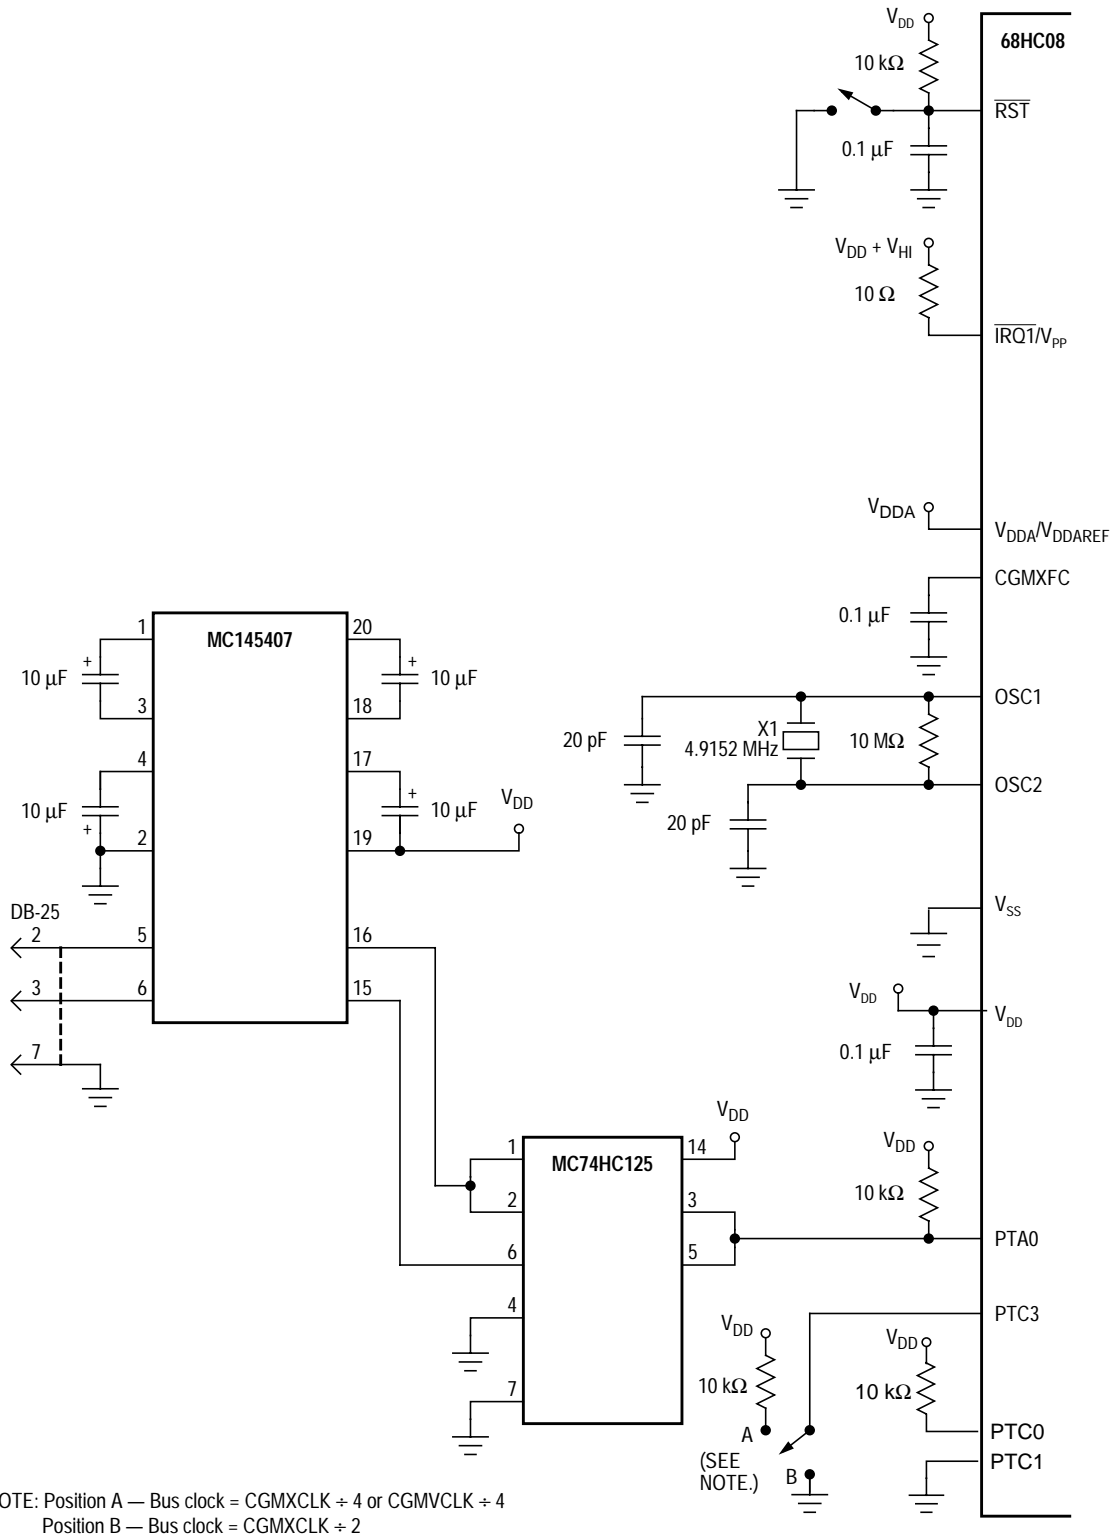 V_DD
68HC08
10 kΩ
RST
0.1 µF
V_DD + V_HI
10 Ω
IRQ1/V_PP
V_DDA
V_DDA/V_DDAREF
CGMXFC
0.1 µF
1
MC145407
20
10 µF
+
+
10 µF
3
18
OSC1
20 pF
X1
4.9152 MHz
10 MΩ
4
17
OSC2
10 µF
+
+
10 µF
V_DD
20 pF
2
19
V_SS
DB-25
2
5
16
3
6
15
V_DD
V_DD
7
0.1 µF
V_DD
1
MC74HC125
14
V_DD
10 kΩ
2
3
6
5
PTA0
4
PTC3
V_DD
V_DD
7
10 kΩ
10 kΩ
A
PTC0
(SEE
NOTE.)
B
PTC1
OTE: Position A — Bus clock = CGMXCLK ÷ 4 or CGMVCLK ÷ 4
Position B — Bus clock = CGMXCLK ÷ 2